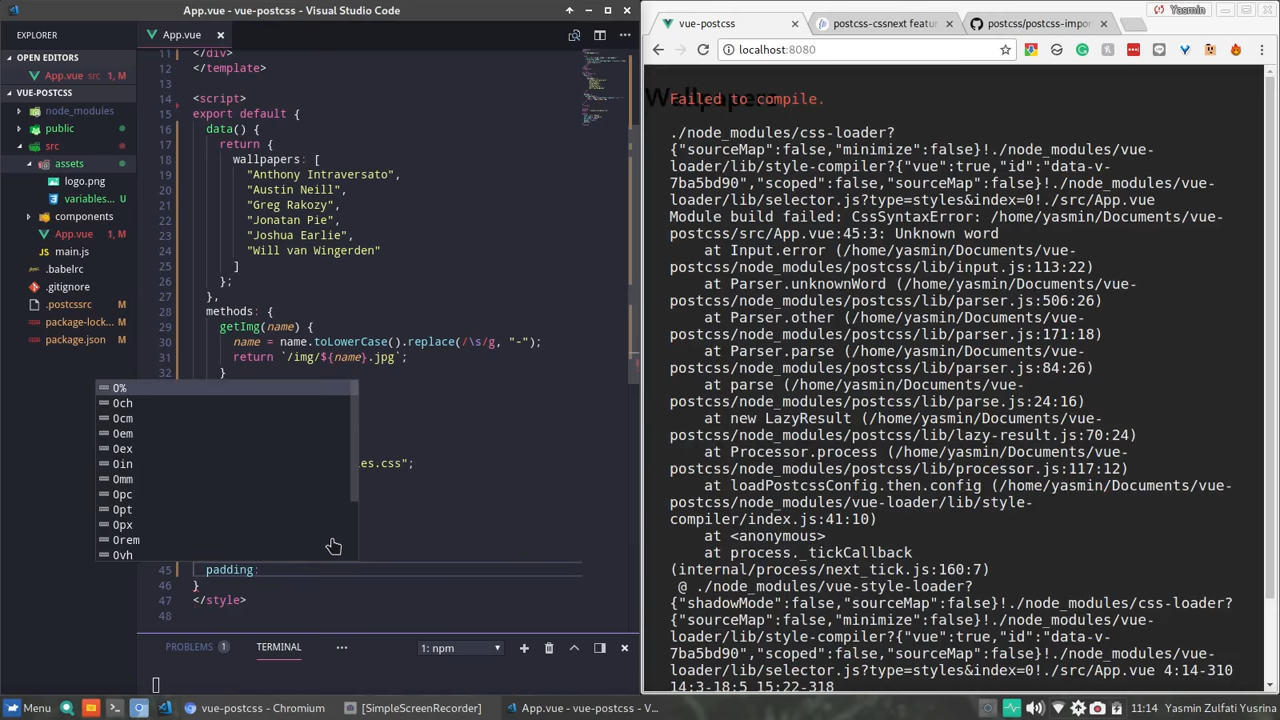 App.vue - vue-postcss - Visual Studio Code
EXPLORER
OPEN EDITORS
App.vue src 1, M
VUE-POSTCSS
node_modules
public
src
assets
logo.png
variables...
components
App.vue 1, M
main.js
.babelrc
.gitignore
.postcssrc M
package-lock... M
package.json M
App.vue
11 </div>
12 </template>
13
14 <script>
15 export default {
16 data() {
17 return {
18 wallpapers: [
19 "Anthony Intraversato",
20 "Austin Neill",
21 "Greg Rakozy",
22 "Jonatan Pie",
23 "Joshua Earlie",
24 "Will van Wingerden"
25 ]
26 };
27 },
28 methods: {
29 getImg(name) {
30 name = name.toLowerCase().replace(/\s/g, "-");
31 return `/img/${name}.jpg`;
32 }
0%
0ch
0cm
0em
0ex
0in
0mm
0pc
0pt
0px
0rem
0vh
es.css";
45 padding:
46 }
47 </style>
48
PROBLEMS 1 TERMINAL ... 1: npm
Yasmin
vue-postcss
postcss-cssnext featur
postcss/postcss-impor
localhost:8080
Wallpapers
Failed to compile.
./node_modules/css-loader?
{"sourceMap":false,"minimize":false}!./node_modules/vue-
loader/lib/style-compiler?{"vue":true,"id":"data-v-
7ba5bd90","scoped":false,"sourceMap":false}!./node_modules/vue-
loader/lib/selector.js?type=styles&index=0!./src/App.vue
Module build failed: CssSyntaxError: /home/yasmin/Documents/vue-
postcss/src/App.vue:45:3: Unknown word
at Input.error (/home/yasmin/Documents/vue-
postcss/node_modules/postcss/lib/input.js:113:22)
at Parser.unknownWord (/home/yasmin/Documents/vue-
postcss/node_modules/postcss/lib/parser.js:506:26)
at Parser.other (/home/yasmin/Documents/vue-
postcss/node_modules/postcss/lib/parser.js:171:18)
at Parser.parse (/home/yasmin/Documents/vue-
postcss/node_modules/postcss/lib/parser.js:84:26)
at parse (/home/yasmin/Documents/vue-
postcss/node_modules/postcss/lib/parse.js:24:16)
at new LazyResult (/home/yasmin/Documents/vue-
postcss/node_modules/postcss/lib/lazy-result.js:70:24)
at Processor.process (/home/yasmin/Documents/vue-
postcss/node_modules/postcss/lib/processor.js:117:12)
at loadPostcssConfig.then.config (/home/yasmin/Documents/vue-
postcss/node_modules/vue-loader/lib/style-
compiler/index.js:41:10)
at <anonymous>
at process._tickCallback
(internal/process/next_tick.js:160:7)
@ ./node_modules/vue-style-loader?
{"shadowMode":false,"sourceMap":false}!./node_modules/css-loader?
{"sourceMap":false,"minimize":false}!./node_modules/vue-
loader/lib/style-compiler?{"vue":true,"id":"data-v-
7ba5bd90","scoped":false,"sourceMap":false}!./node_modules/vue-
loader/lib/selector.js?type=styles&index=0!./src/App.vue 4:14-310
14:3-18:5 15:22-318
Menu
vue-postcss - Chromium
[SimpleScreenRecorder]
App.vue - vue-postcss - V...
11:14 Yasmin Zulfati Yusrina